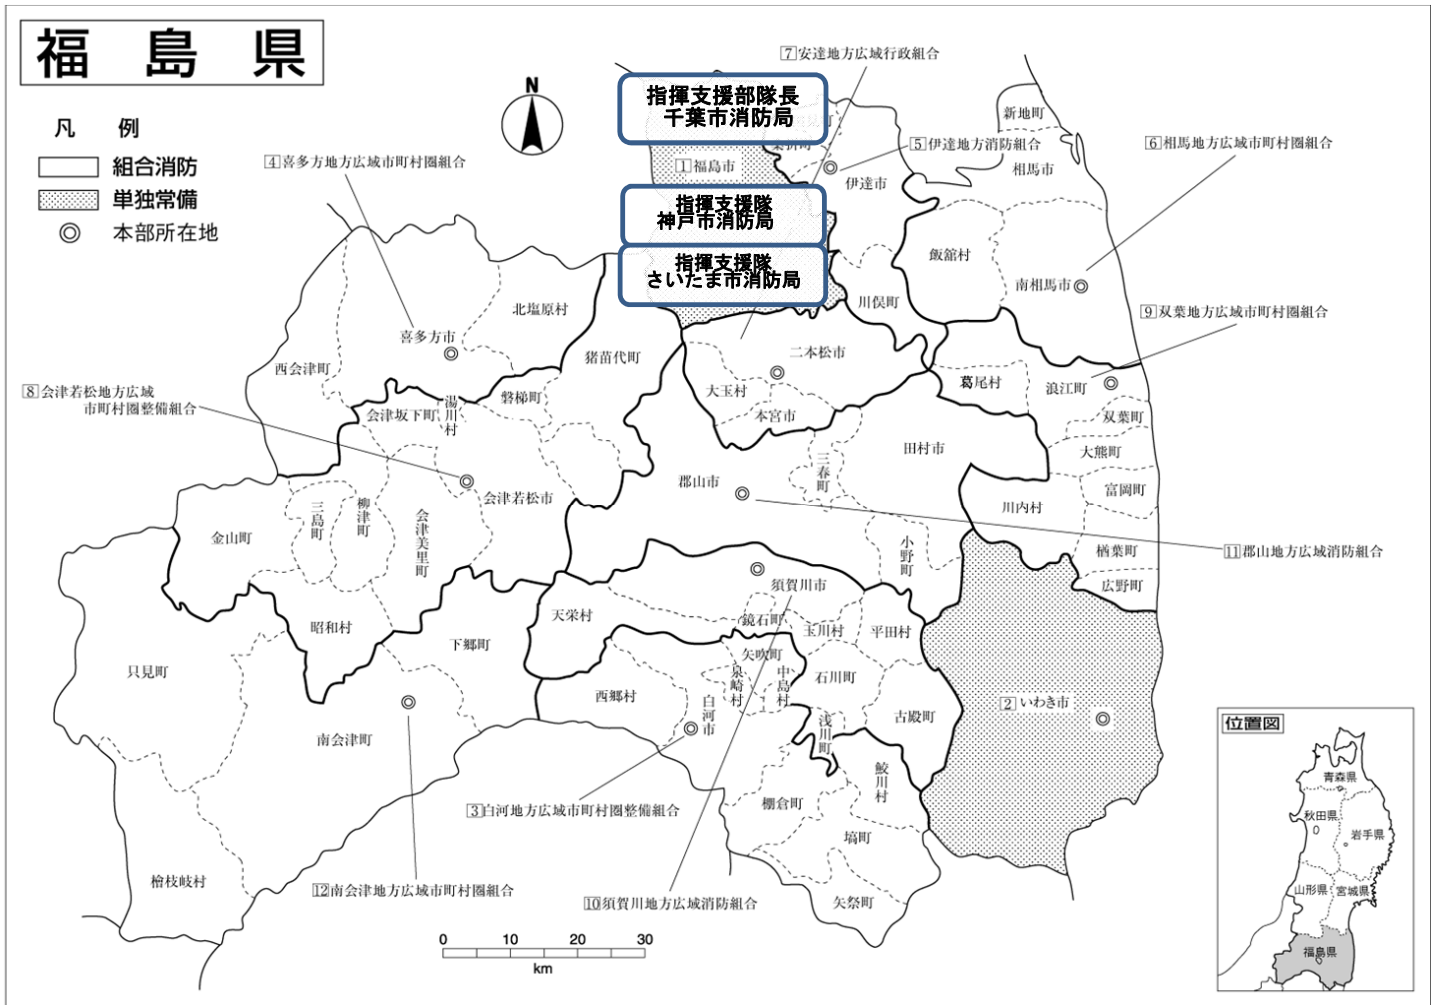 福島県
凡 例
組合消防
単独常備
本部所在地
N
指揮支援部隊長
千葉市消防局
指揮支援隊
神戸市消防局
指揮支援隊
さいたま市消防局
7安達地方広域行政組合
5伊達地方消防組合
6相馬地方広域市町村圏組合
4喜多方地方広域市町村圏組合
9双葉地方広域市町村圏組合
8会津若松地方広域
市町村圏整備組合
11郡山地方広域消防組合
3白河地方広域市町村圏整備組合
12南会津地方広域市町村圏組合
10須賀川地方広域消防組合
1福島市
伊達市
新地町
相馬市
飯舘村
南相馬市
川俣町
北塩原村
喜多方市
西会津町
猪苗代町
磐梯町
会津坂下町
湯川村
二本松市
大玉村
本宮市
葛尾村
浪江町
双葉町
大熊町
富岡町
楢葉町
広野町
川内村
田村市
三春町
小野町
郡山市
会津若松市
会津美里町
柳津町
三島町
金山町
昭和村
只見町
下郷町
南会津町
檜枝岐村
天栄村
須賀川市
鏡石町
玉川村
平田村
矢吹町
泉崎村
中島村
石川町
西郷村
白河市
浅川町
古殿町
鮫川村
棚倉町
塙町
矢祭町
2いわき市
0 10 20 30
km
位置図
青森県
秋田県
岩手県
山形県
宮城県
福島県